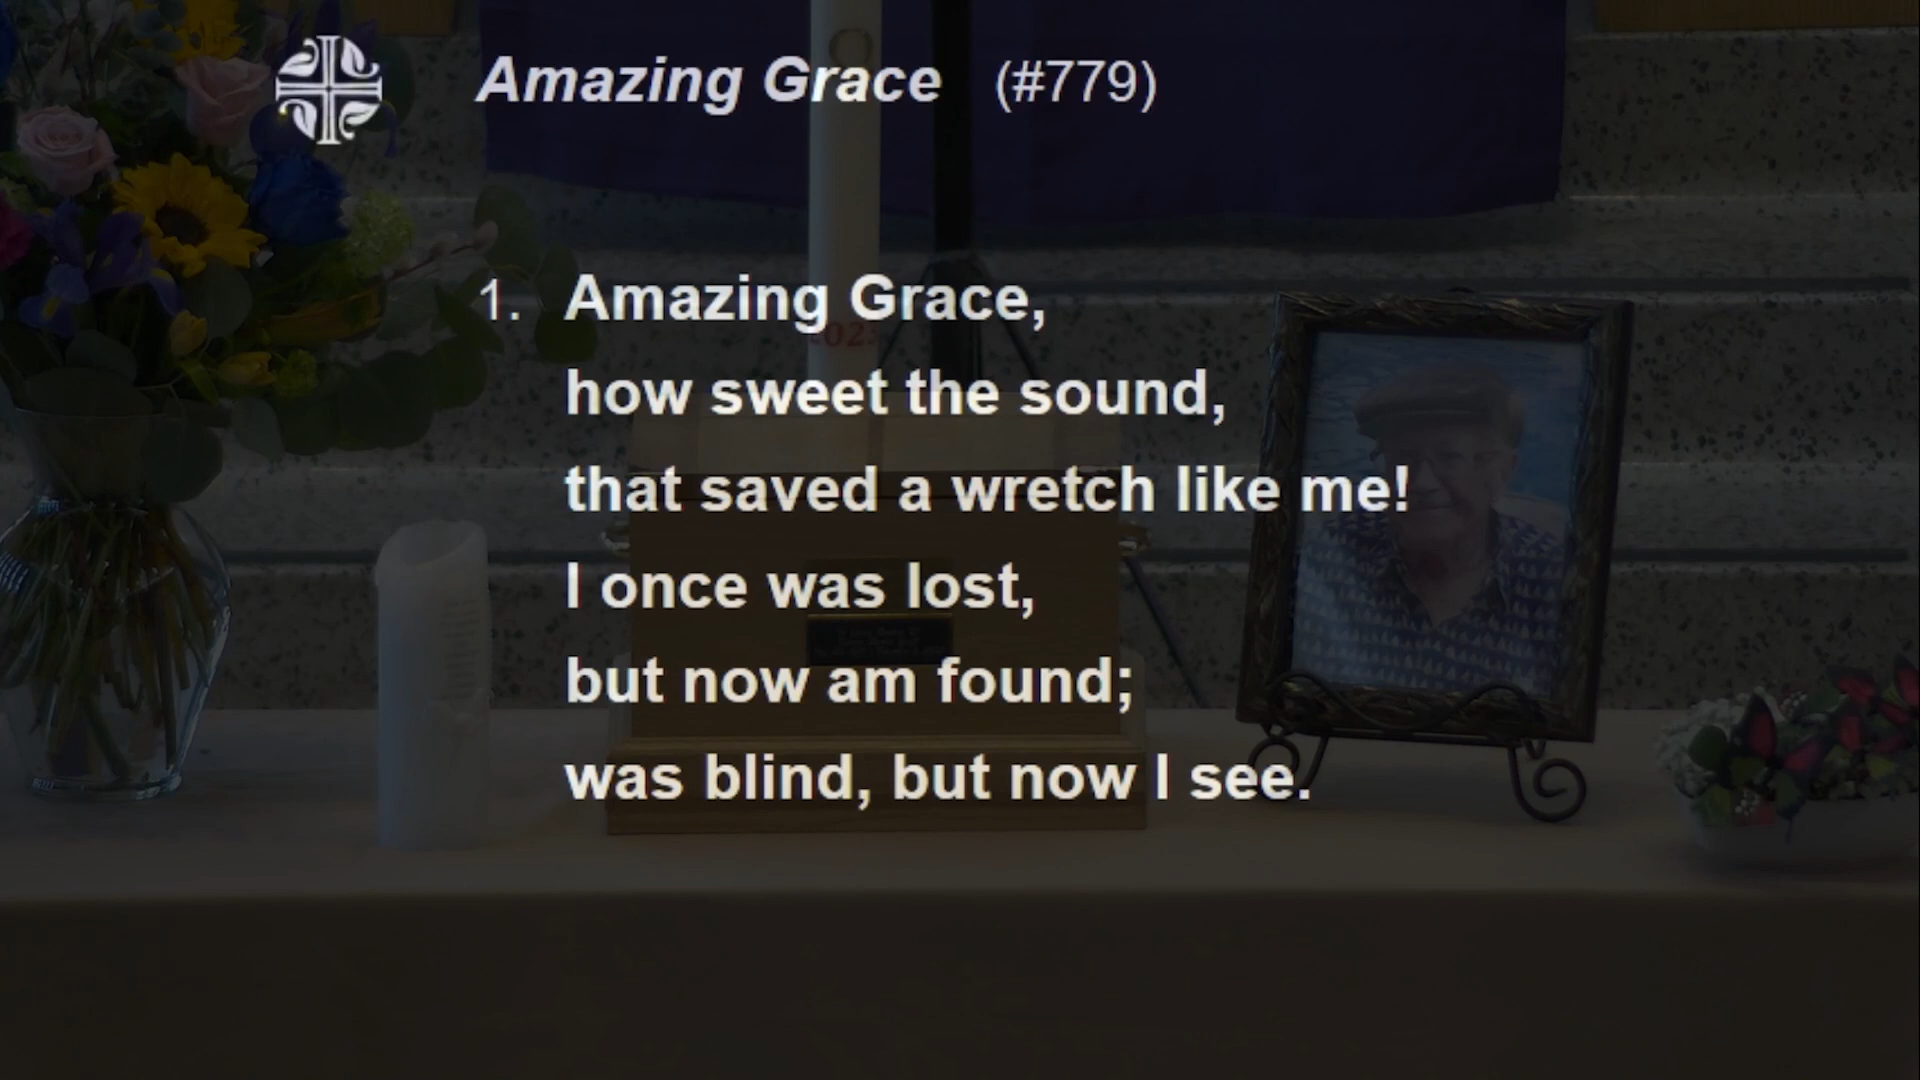 Amazing Grace (#779)
1. Amazing Grace,
how sweet the sound,
that saved a wretch like me!
I once was lost,
but now am found;
was blind, but now I see.